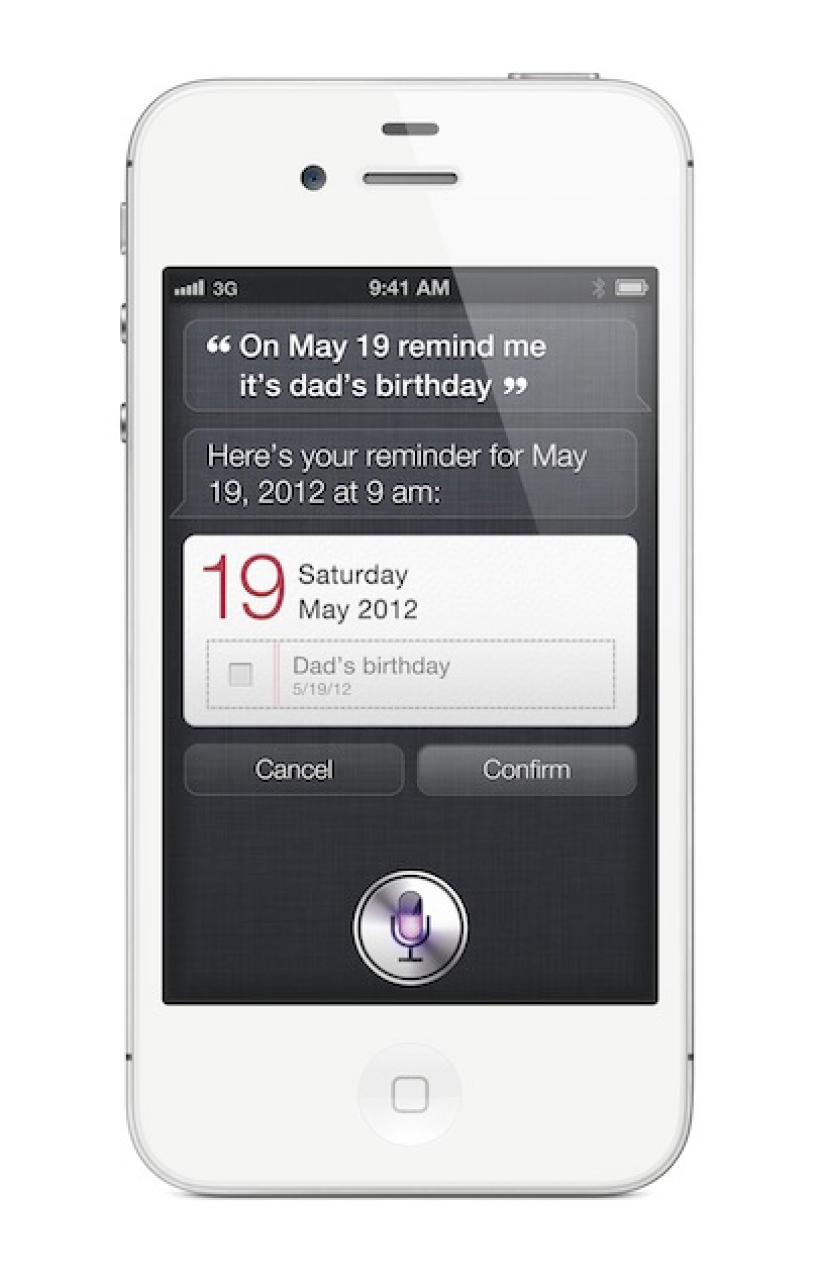 3G 9:41 AM
“ On May 19 remind me
it’s dad’s birthday ”
Here’s your reminder for May
19, 2012 at 9 am:
19 Saturday
May 2012
Dad’s birthday
5/19/12
Cancel Confirm